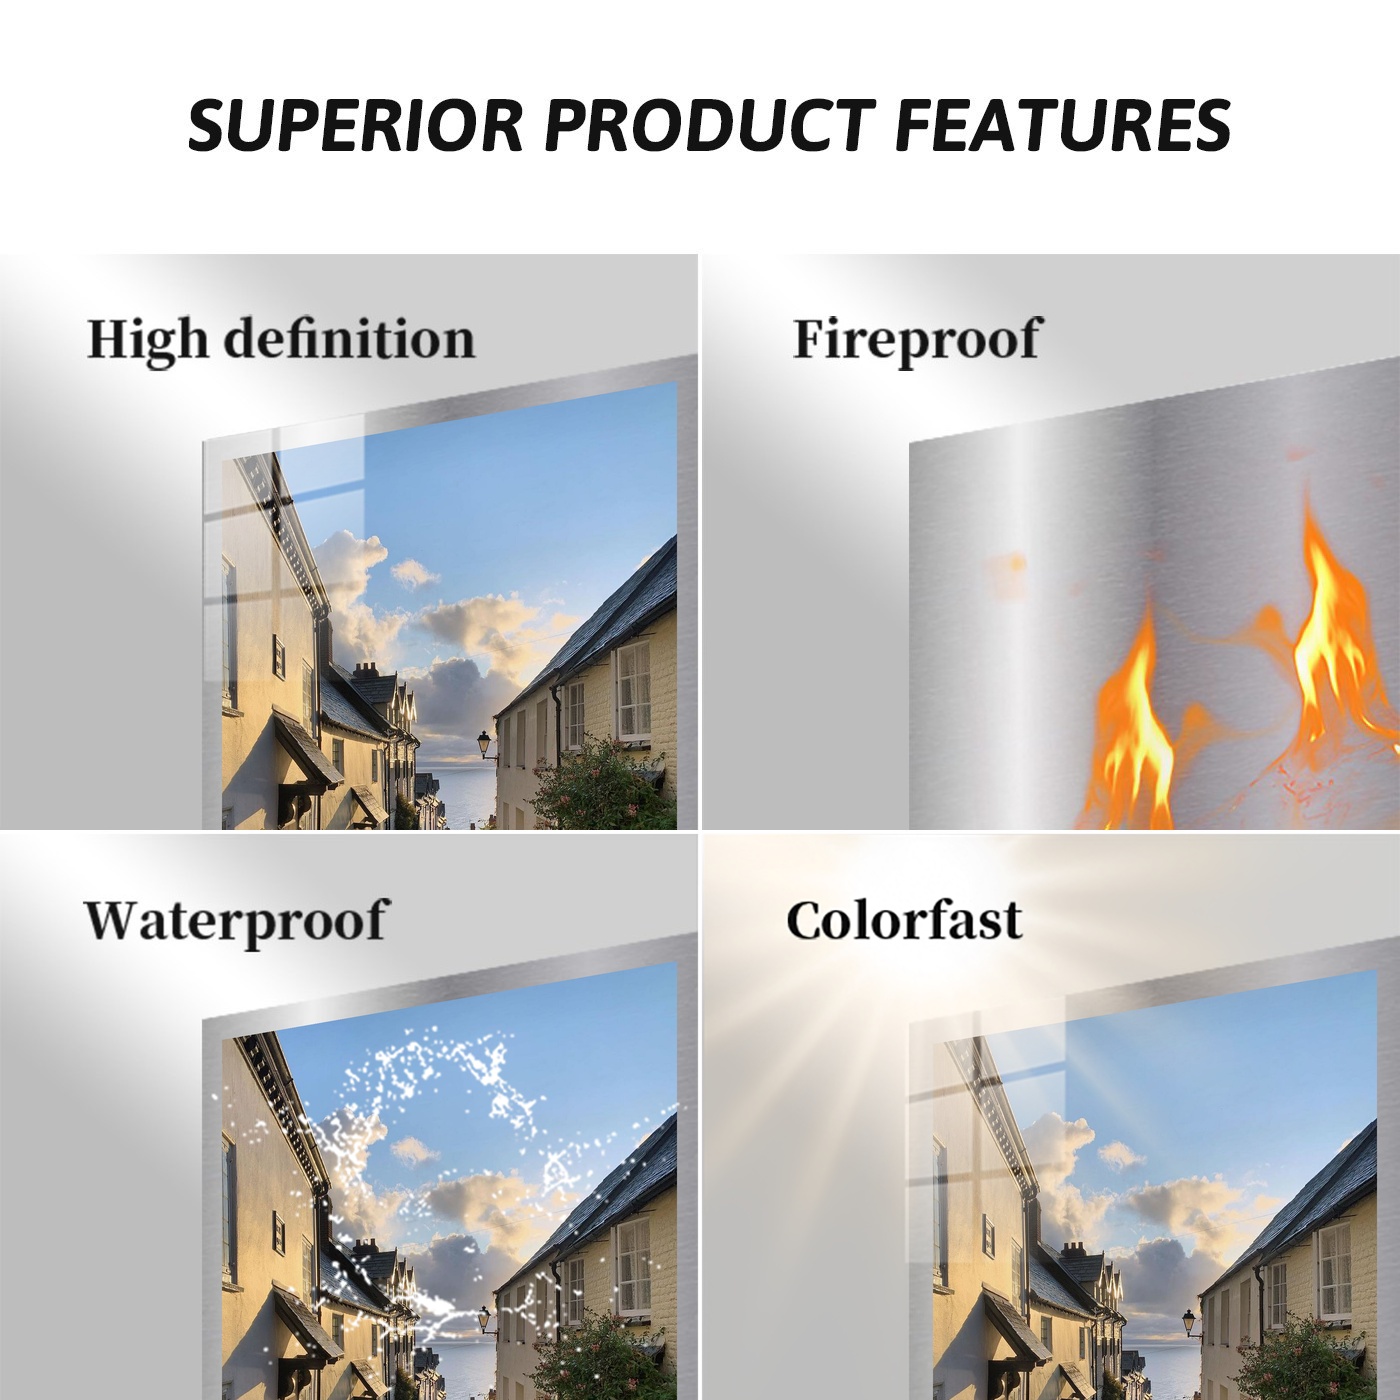 SUPERIOR PRODUCT FEATURES
High definition
Fireproof
Waterproof
Colorfast